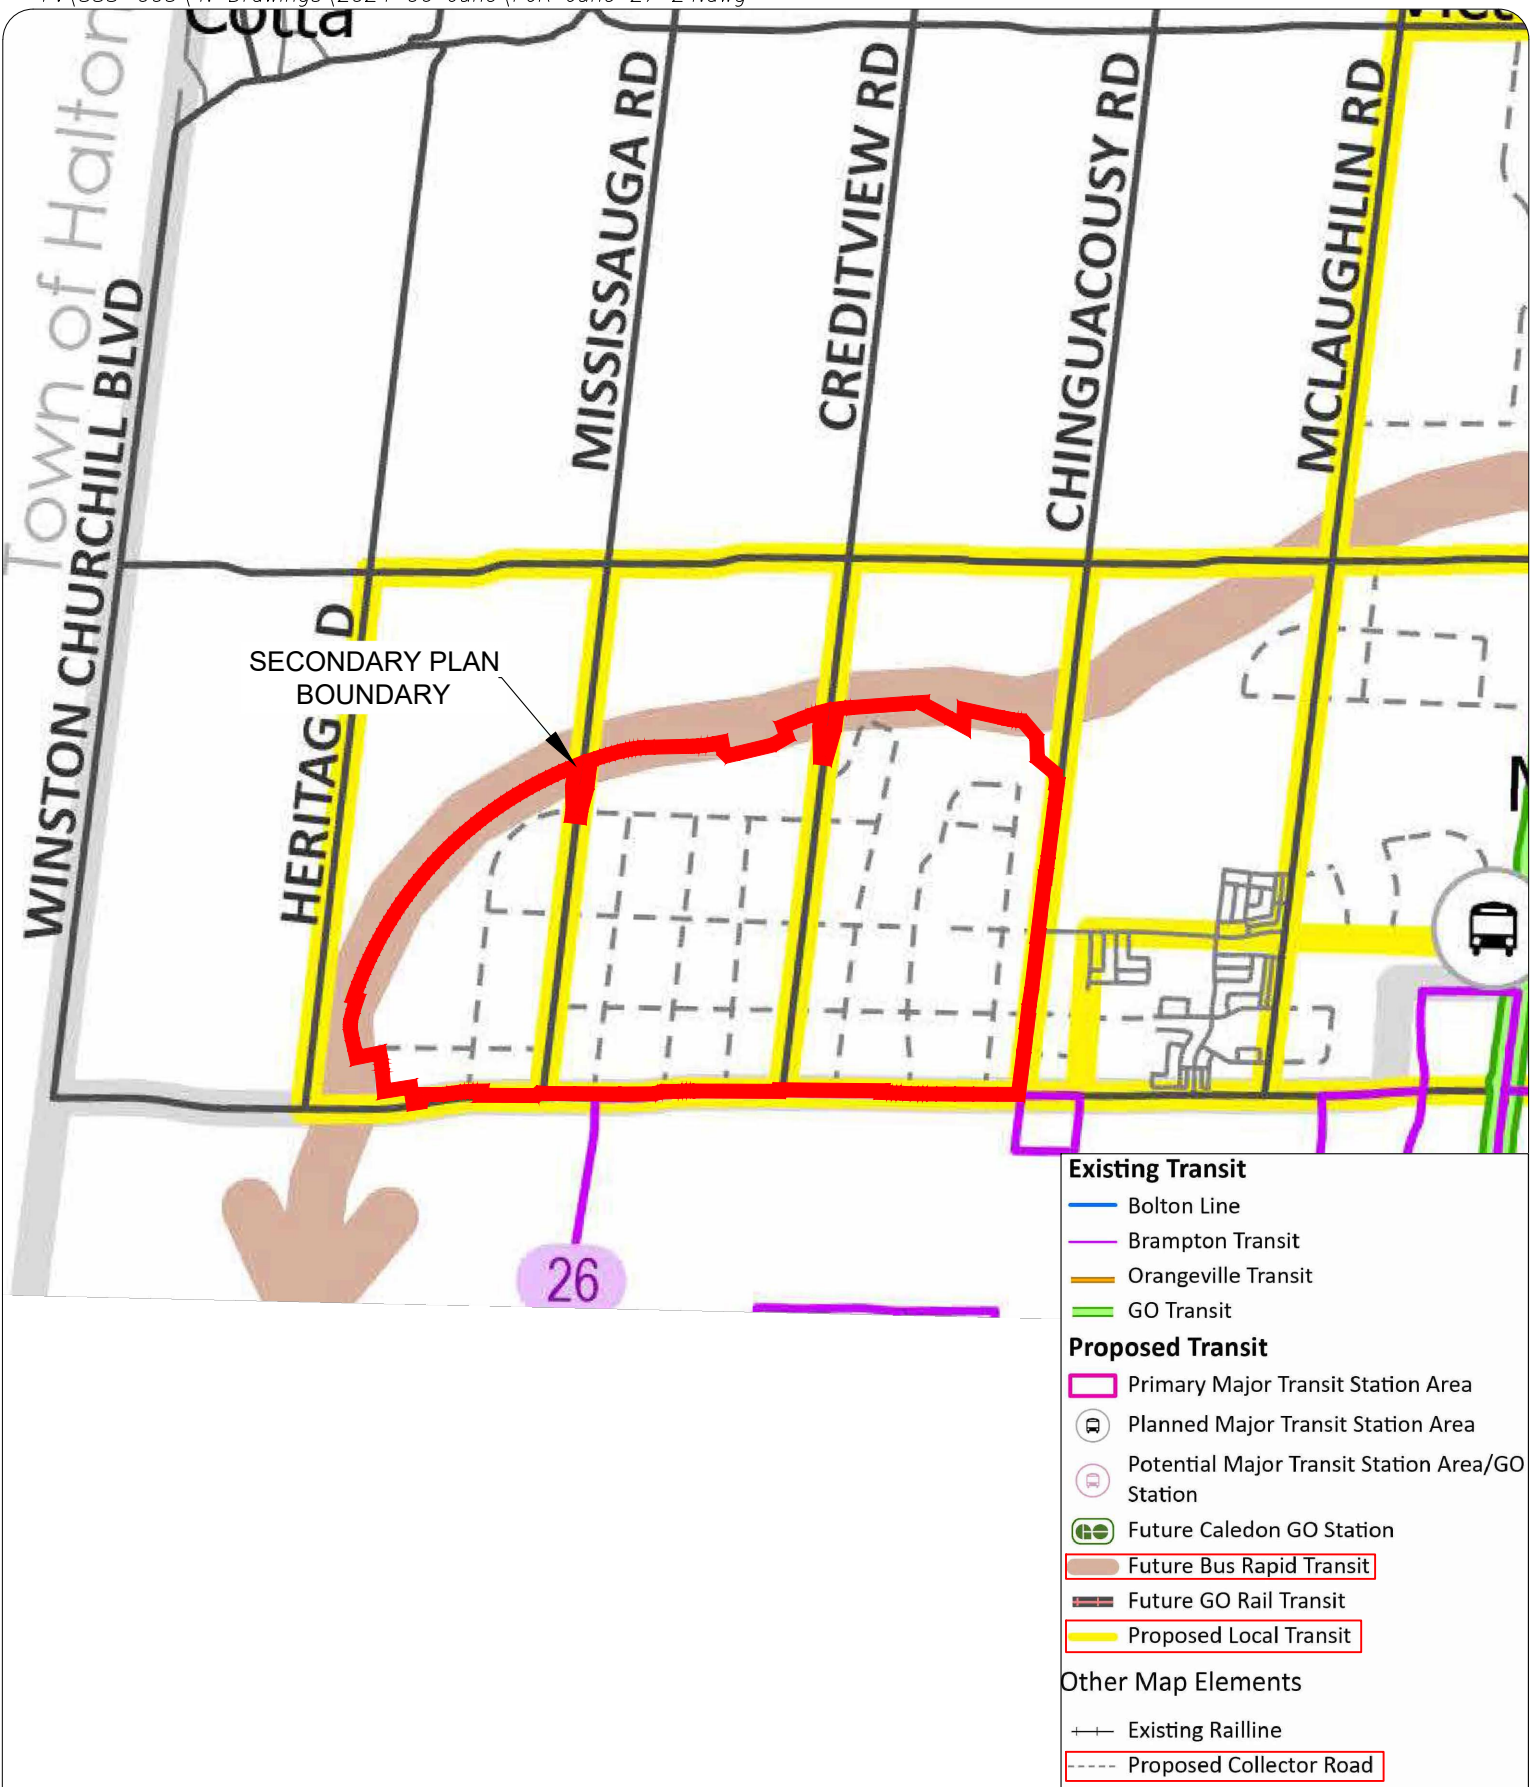 Town of Halton
WINSTON CHURCHILL BLVD
MISSISSAUGA RD
CREDITVIEW RD
CHINGUACOUSY RD
MCLAUGHLIN RD
HERITAG D
SECONDARY PLAN
BOUNDARY
26
Existing Transit
Bolton Line
Brampton Transit
Orangeville Transit
GO Transit
Proposed Transit
Primary Major Transit Station Area
Planned Major Transit Station Area
Potential Major Transit Station Area/GO
Station
Future Caledon GO Station
Future Bus Rapid Transit
Future GO Rail Transit
Proposed Local Transit
Other Map Elements
Existing Railline
Proposed Collector Road